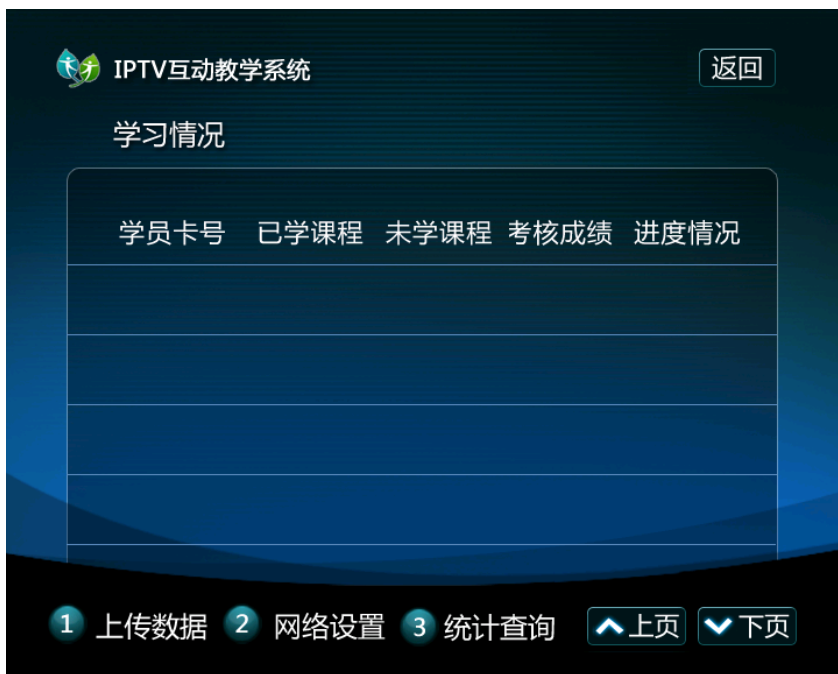 IPTV互动教学系统 返回
学习情况
学员卡号 已学课程 未学课程 考核成绩 进度情况
1 上传数据 2 网络设置 3 统计查询 上页 下页